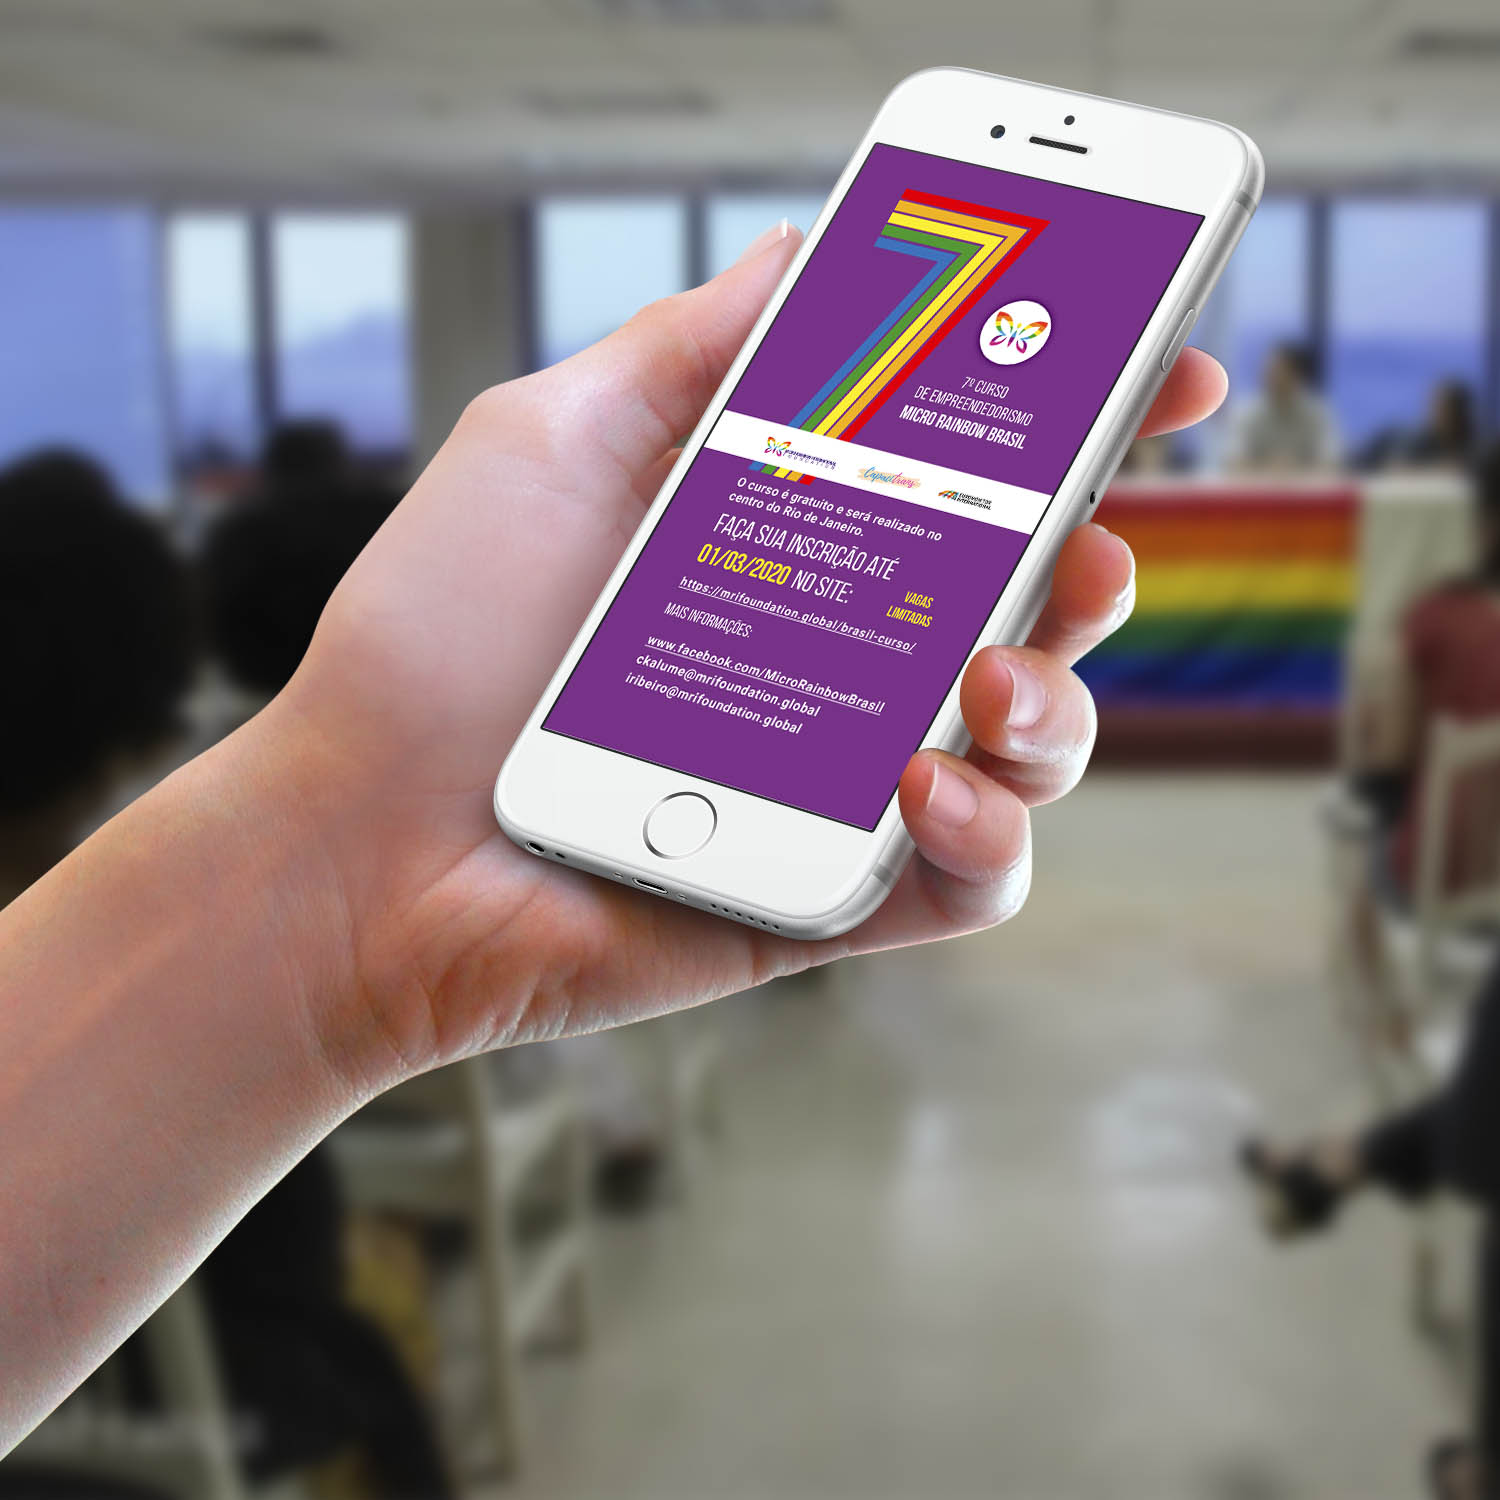 7º CURSO
DE EMPREENDEDORISMO
MICRO RAINBOW BRASIL
Capacitrans
O curso é gratuito e será realizado no
centro do Rio de Janeiro.
FAÇA SUA INSCRIÇÃO ATÉ
01/03/2020 NO SITE:
VAGAS
LIMITADAS
https://mrifoundation.global/brasil-curso/
MAIS INFORMAÇÕES:
www.facebook.com/MicroRainbowBrasil
ckalume@mrifoundation.global
iribeiro@mrifoundation.global